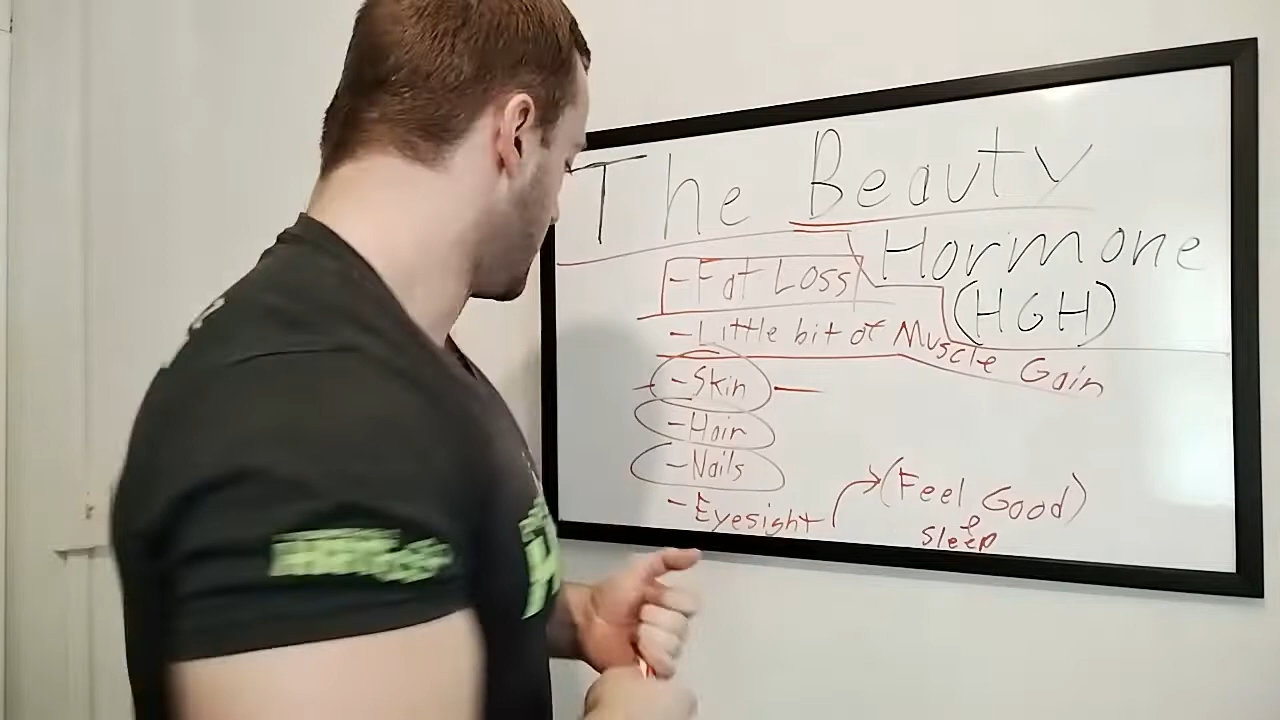 The Beauty
Hormone
(HGH)
-Fat Loss
-Little bit of Muscle Gain
-Skin
-Hair
-Nails
-Eyesight → (Feel Good)
& Sleep